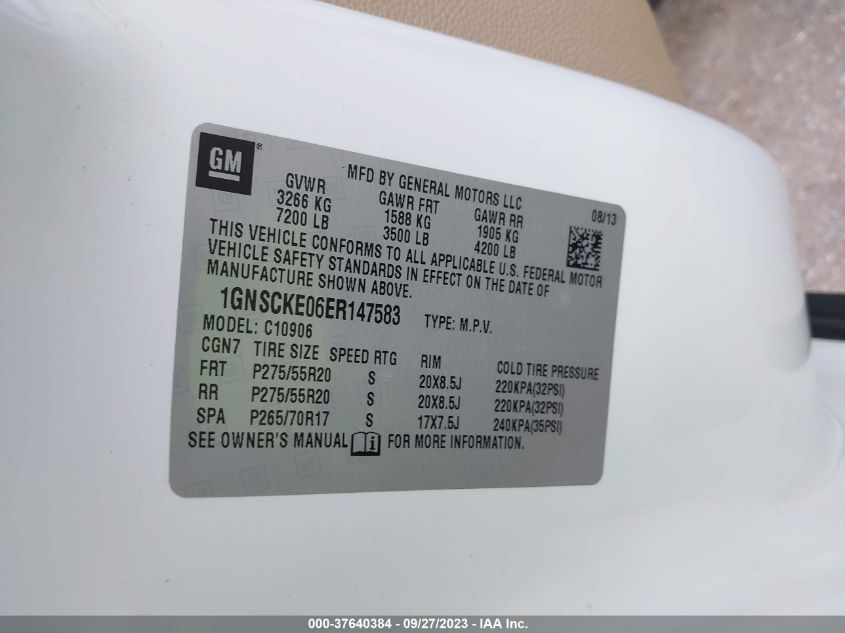 GM®
MFD BY GENERAL MOTORS LLC
08/13
GVWR GAWR FRT GAWR RR
3266 KG 1588 KG 1905 KG
7200 LB 3500 LB 4200 LB
THIS VEHICLE CONFORMS TO ALL APPLICABLE U.S. FEDERAL MOTOR
VEHICLE SAFETY STANDARDS IN EFFECT ON THE DATE OF
MANUFACTURE SHOWN ABOVE.
1GNSCKE06ER147583 TYPE: M.P.V.
MODEL: C10906
CGN7 TIRE SIZE SPEED RTG RIM COLD TIRE PRESSURE
FRT P275/55R20 S 20X8.5J 220KPA(32PSI)
RR P275/55R20 S 20X8.5J 220KPA(32PSI)
SPA P265/70R17 S 17X7.5J 240KPA(35PSI)
SEE OWNER'S MANUAL i FOR MORE INFORMATION.
000-37640384 - 09/27/2023 - IAA Inc.